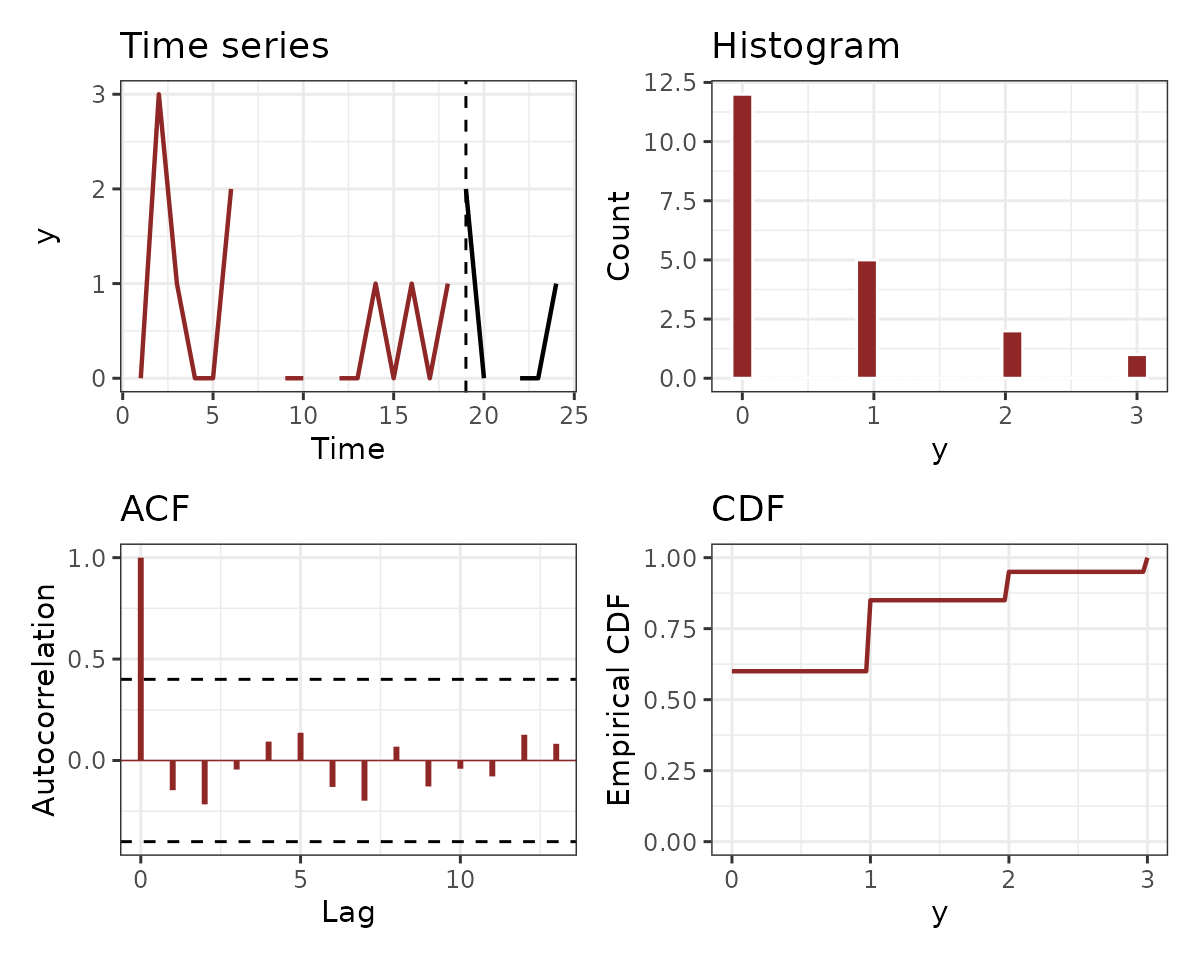 Time series
3
2
1
0
y
0 5 10 15 20 25
Time
Histogram
12.5
10.0
7.5
5.0
2.5
0.0
Count
0 1 2 3
y
ACF
1.0
0.5
0.0
Autocorrelation
0 5 10
Lag
CDF
1.00
0.75
0.50
0.25
0.00
Empirical CDF
0 1 2 3
y